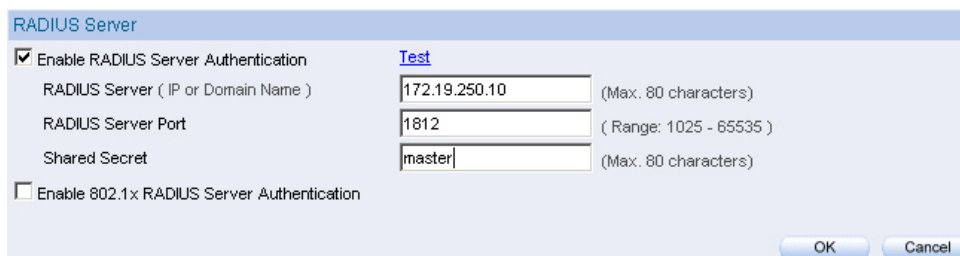 RADIUS Server
Enable RADIUS Server Authentication Test
RADIUS Server ( IP or Domain Name ) 172.19.250.10 (Max. 80 characters)
RADIUS Server Port 1812 ( Range: 1025 - 65535 )
Shared Secret master (Max. 80 characters)
Enable 802.1x RADIUS Server Authentication
OK Cancel